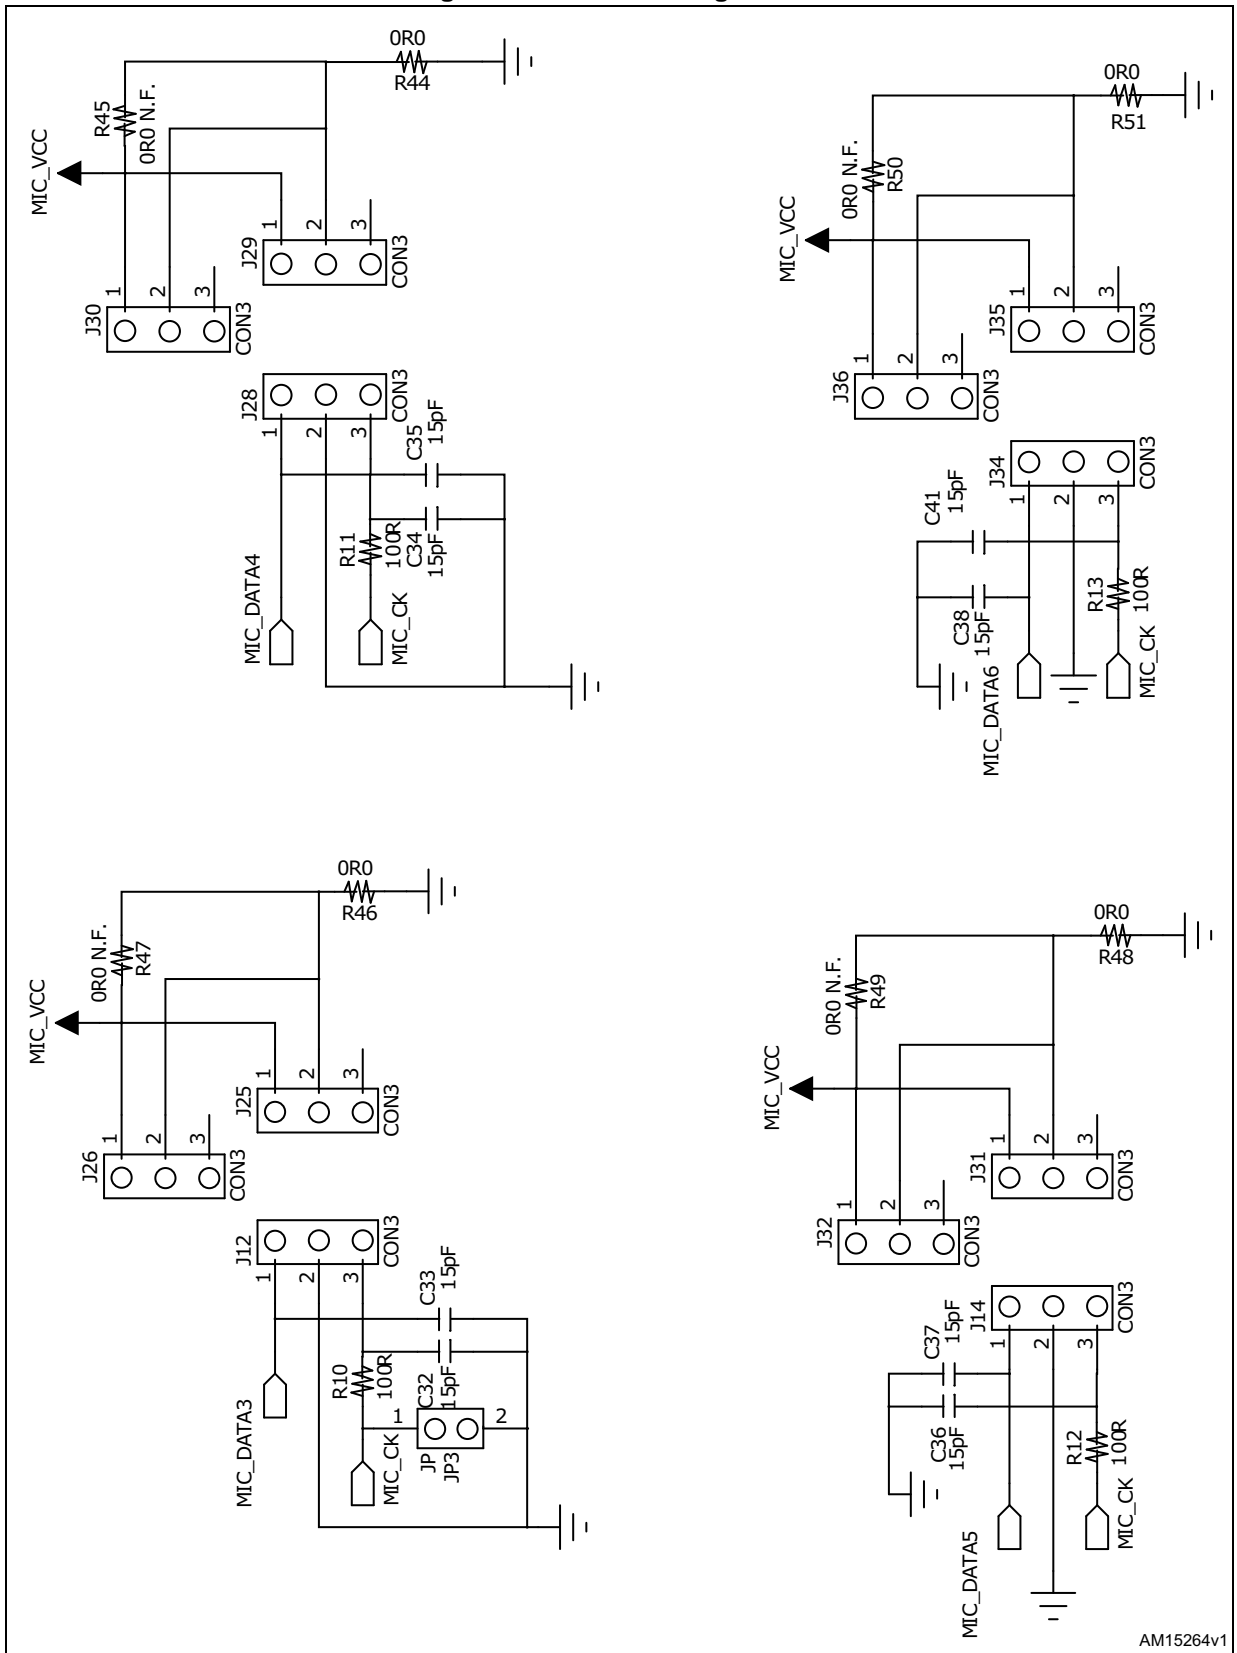 0R0
R44
R45
0R0 N.F.
MIC_VCC
J29
1
2
3
CON3
J30
1
2
3
CON3
J28
1
2
3
CON3
C35
15pF
R11
100R
C34
15pF
MIC_DATA4
MIC_CK
0R0
R51
0R0 N.F.
R50
MIC_VCC
J35
1
2
3
CON3
J36
1
2
3
CON3
J34
1
2
3
CON3
C41
15pF
C38
15pF
R13
100R
MIC_DATA6
MIC_CK
0R0
R46
0R0 N.F.
R47
MIC_VCC
J25
1
2
3
CON3
J26
1
2
3
CON3
J12
1
2
3
CON3
C33
15pF
R10
100R
C32
15pF
1
2
JP
JP3
MIC_DATA3
MIC_CK
0R0
R48
0R0 N.F.
R49
MIC_VCC
J31
1
2
3
CON3
J32
1
2
3
CON3
J14
1
2
3
CON3
C37
15pF
C36
15pF
R12
100R
MIC_DATA5
MIC_CK
AM15264v1